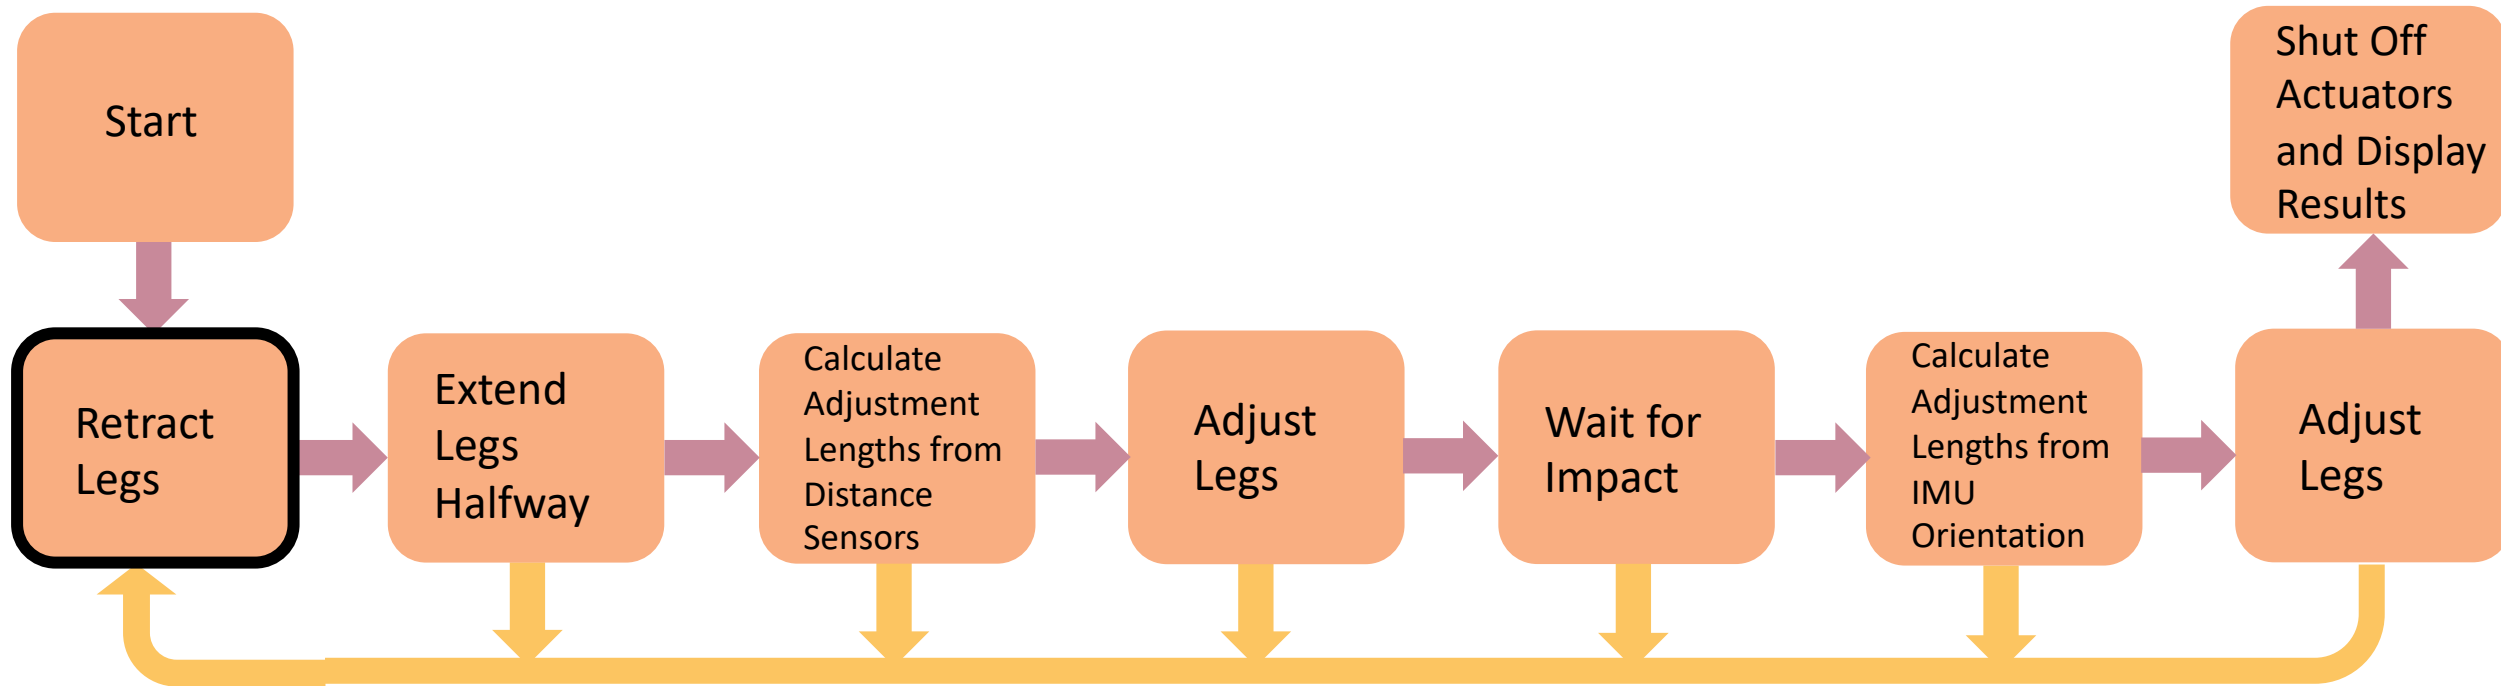 Start
Shut Off
Actuators
and Display
Results
Retract
Legs
Extend
Legs
Halfway
Calculate
Adjustment
Lengths from
Distance
Sensors
Adjust
Legs
Wait for
Impact
Calculate
Adjustment
Lengths from
IMU
Orientation
Adjust
Legs